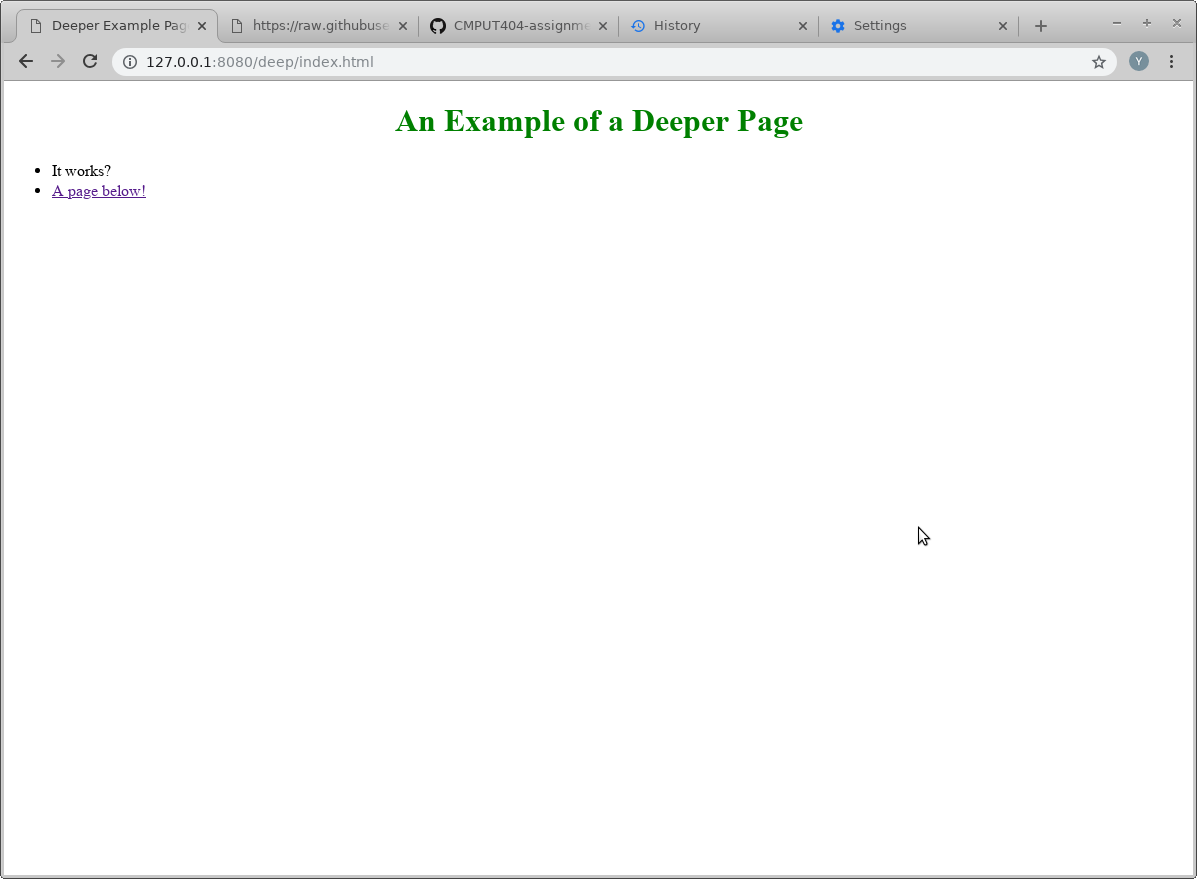 Deeper Example Pag
https://raw.githubuse
CMPUT404-assignme
History
Settings
127.0.0.1:8080/deep/index.html
Y
An Example of a Deeper Page
It works?
A page below!